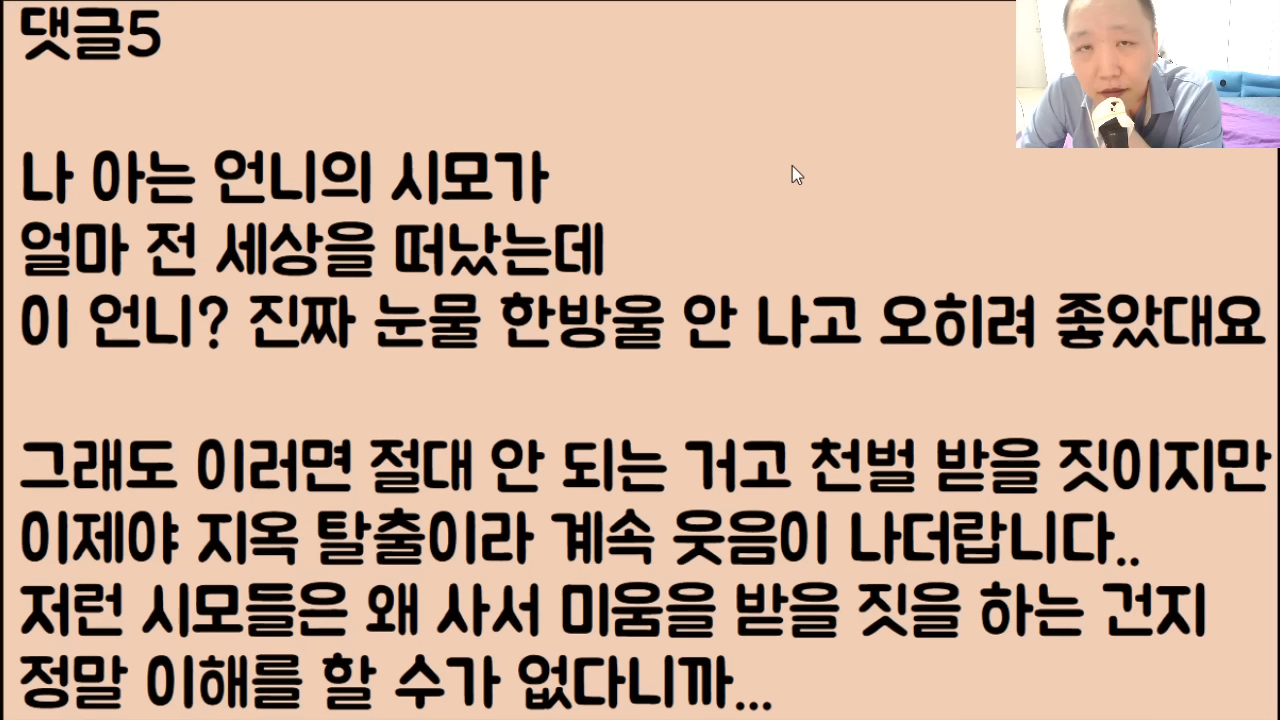 댓글5
나 아는 언니의 시모가
얼마 전 세상을 떠났는데
이 언니? 진짜 눈물 한방울 안 나고 오히려 좋았대요
그래도 이러면 절대 안 되는 거고 천벌 받을 짓이지만
이제야 지옥 탈출이라 계속 웃음이 나더랍니다..
저런 시모들은 왜 사서 미움을 받을 짓을 하는 건지
정말 이해를 할 수가 없다니까...